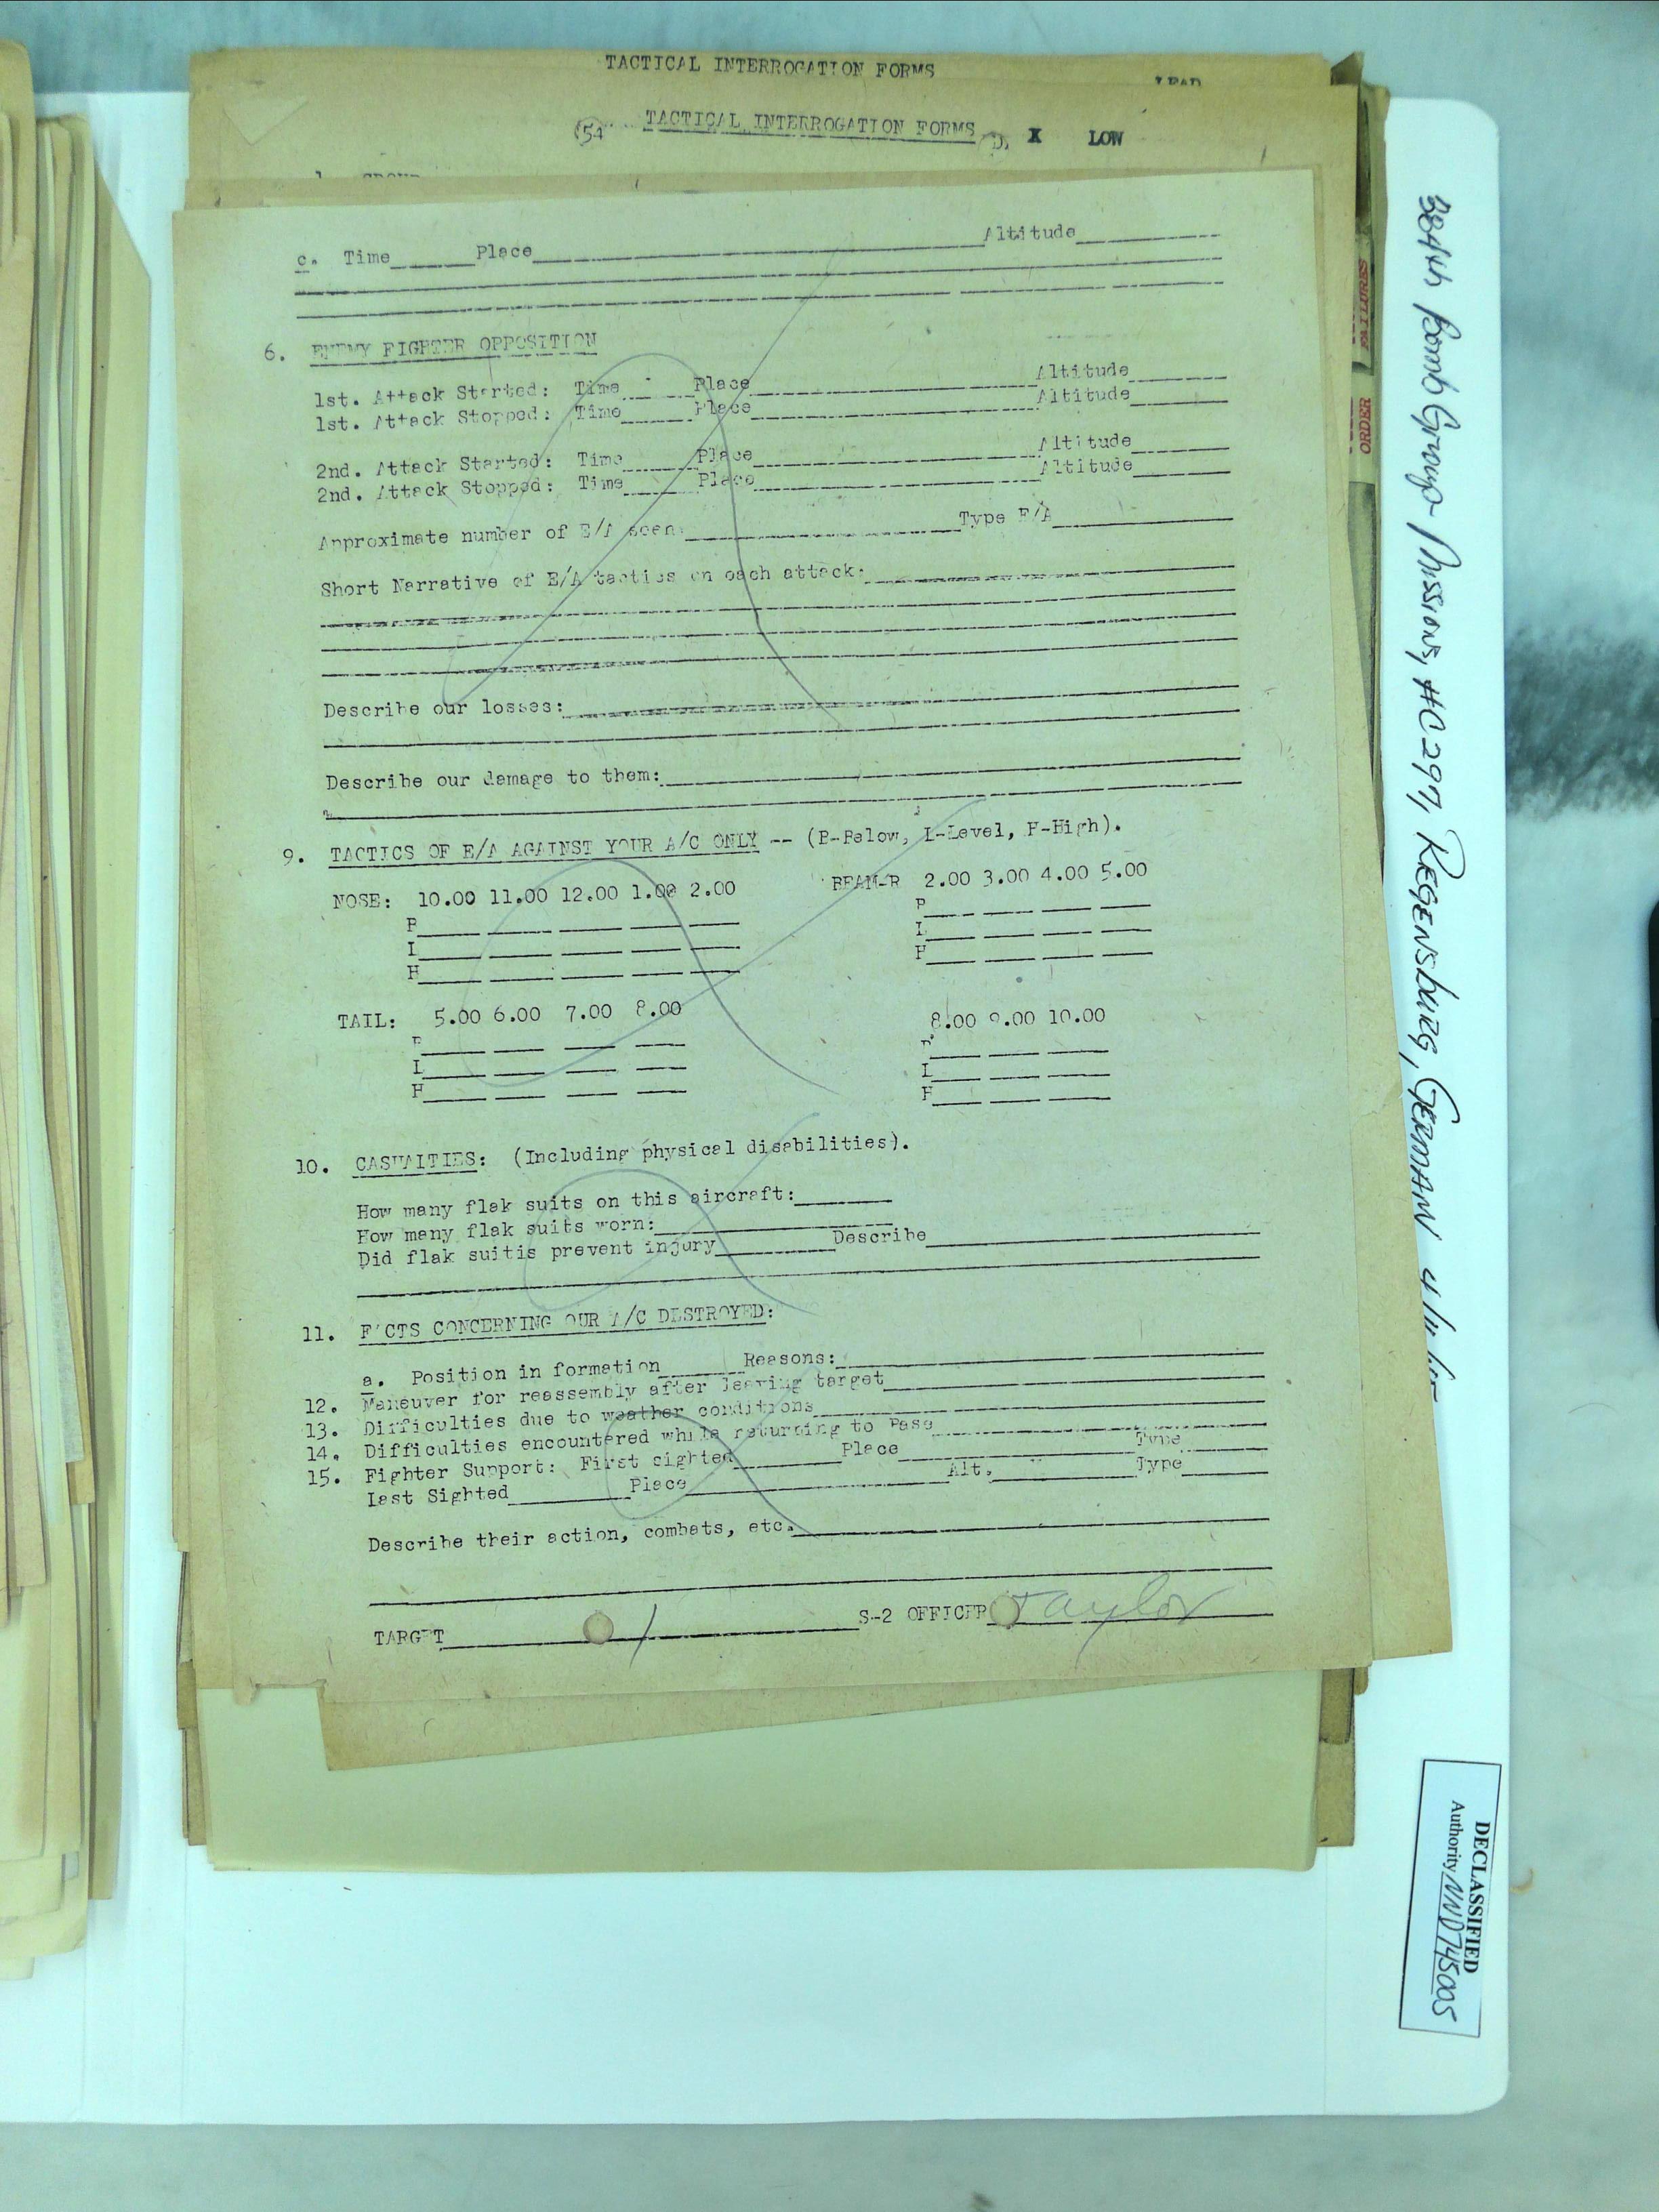 TACTICAL INTERROGATION FORMS
LEAD
TACTICAL INTERROGATION FORMS
X LOW
c. Time Place Altitude
6. ENEMY FIGHTER OPPOSITION
1st. Attack Started: Time Place Altitude
1st. Attack Stopped: Time Place Altitude
2nd. Attack Started: Time Place Altitude
2nd. Attack Stopped: Time Place Altitude
Approximate number of E/A seen: Type E/A
Short Narrative of E/A tactics on each attack:
Describe our losses:
Describe our damage to them:
9. TACTICS OF E/A AGAINST YOUR A/C ONLY -- (B-Below, L-Level, H-High).
NOSE: 10.00 11.00 12.00 1.00 2.00 BEAM-R 2.00 3.00 4.00 5.00
B B
L L
H H
TAIL: 5.00 6.00 7.00 8.00 8.00 9.00 10.00
B B
L L
H H
10. CASUALTIES: (Including physical disabilities).
How many flak suits on this aircraft:
How many flak suits worn:
Did flak suitis prevent injury Describe
11. FACTS CONCERNING OUR A/C DESTROYED:
a. Position in formation Reasons:
12. Maneuver for reassembly after leaving target
13. Difficulties due to weather conditions
14. Difficulties encountered while returning to Base
15. Fighter Support: First sighted Place Type
Last Sighted Place Alt. Type
Describe their action, combats, etc.
TARGET S-2 OFFICER Taylor
384th Bomb Group Mission, #C297, REGENSBURG, GERMANY
FAILURES
ORDER
DECLASSIFIED
Authority NND745005